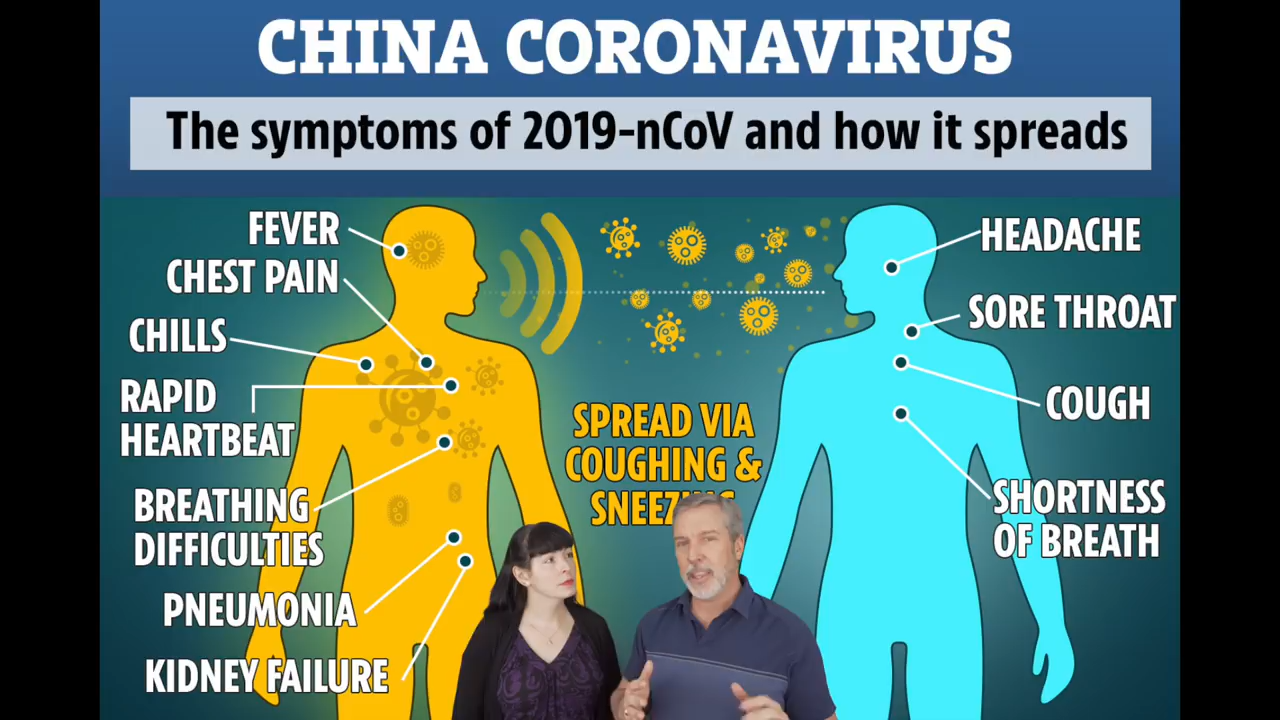 CHINA CORONAVIRUS
The symptoms of 2019-nCoV and how it spreads
FEVER
CHEST PAIN
CHILLS
RAPID
HEARTBEAT
BREATHING
DIFFICULTIES
PNEUMONIA
KIDNEY FAILURE
SPREAD VIA
COUGHING &
SNEEZING
HEADACHE
SORE THROAT
COUGH
SHORTNESS
OF BREATH